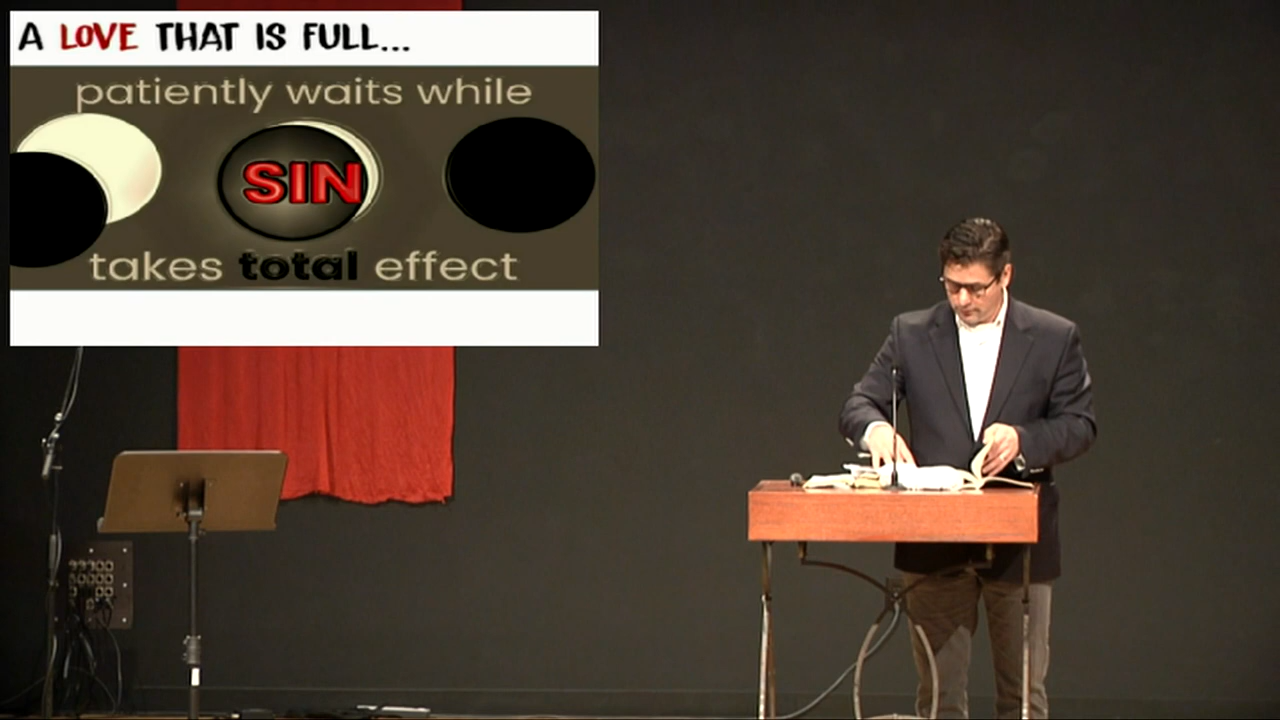 A LOVE THAT IS FULL...
patiently waits while
SIN
takes total effect